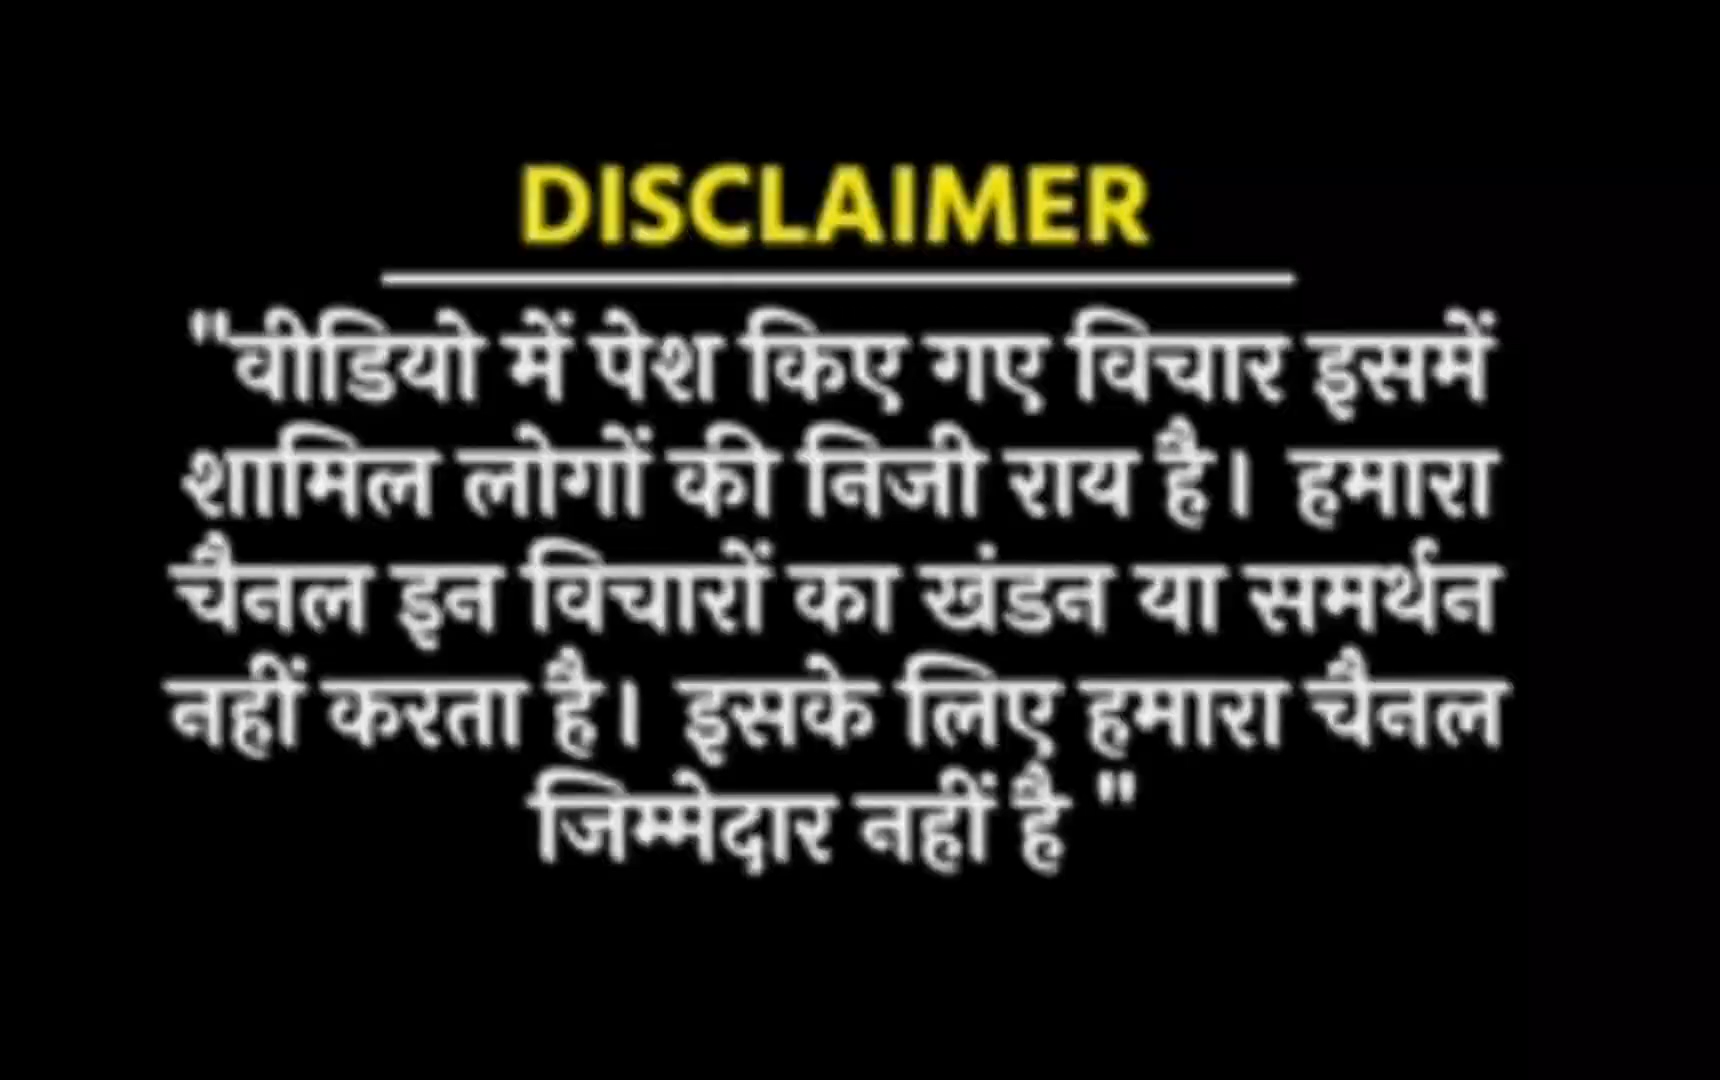 DISCLAIMER
"वीडियो में पेश किए गए विचार इसमें
शामिल लोगों की निजी राय है। हमारा
चैनल इन विचारों का खंडन या समर्थन
नहीं करता है। इसके लिए हमारा चैनल
जिम्मेदार नहीं है "